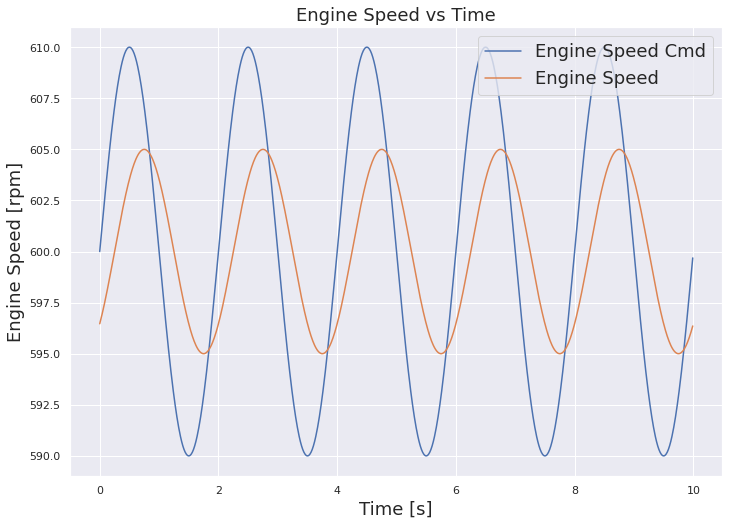 Engine Speed vs Time
Engine Speed Cmd
Engine Speed
Engine Speed [rpm]
610.0
607.5
605.0
602.5
600.0
597.5
595.0
592.5
590.0
0 2 4 6 8 10
Time [s]